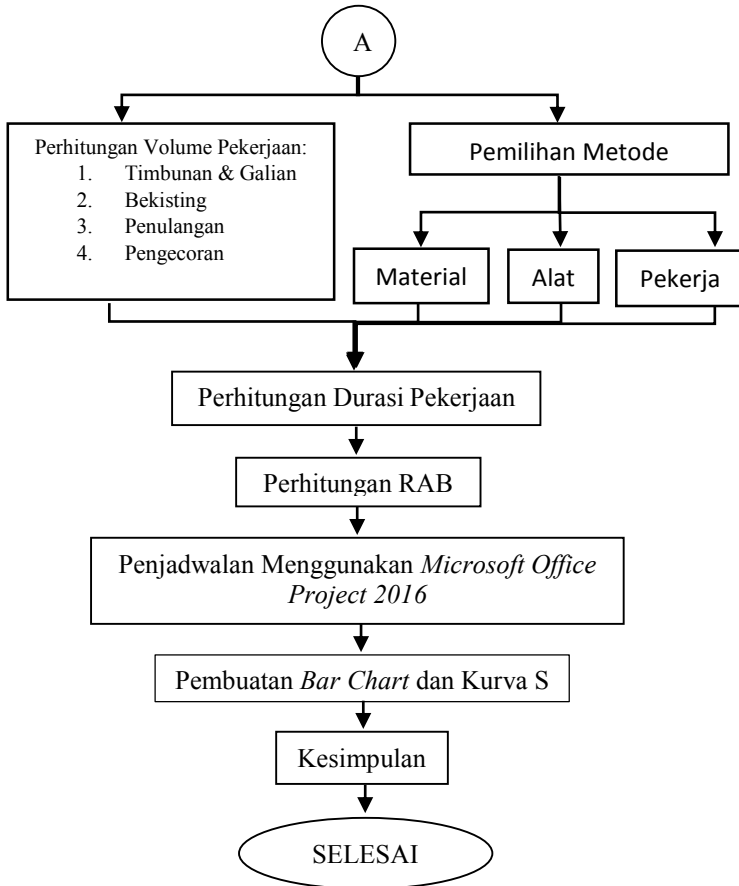 A
Perhitungan Volume Pekerjaan:
1. Timbunan & Galian
2. Bekisting
3. Penulangan
4. Pengecoran
Pemilihan Metode
Material
Alat
Pekerja
Perhitungan Durasi Pekerjaan
Perhitungan RAB
Penjadwalan Menggunakan Microsoft Office
Project 2016
Pembuatan Bar Chart dan Kurva S
Kesimpulan
SELESAI